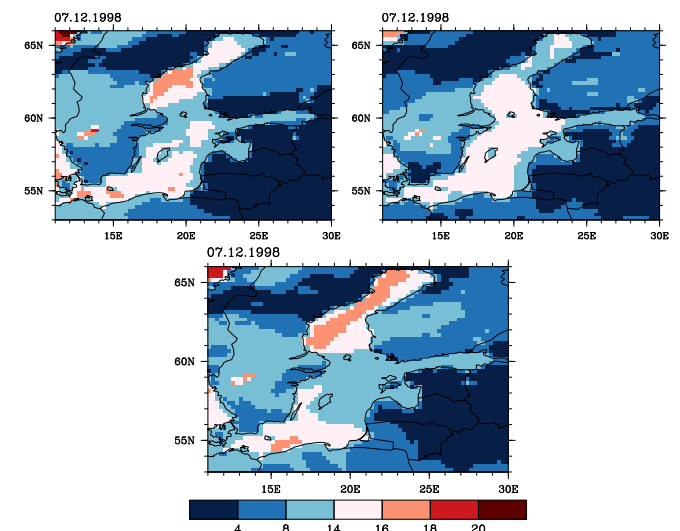 07.12.1998 07.12.1998
65N 65N
60N 60N
55N 55N
15E 20E 25E 30E 15E 20E 25E 30E
07.12.1998
65N
60N
55N
15E 20E 25E 30E
4 8 14 16 18 20